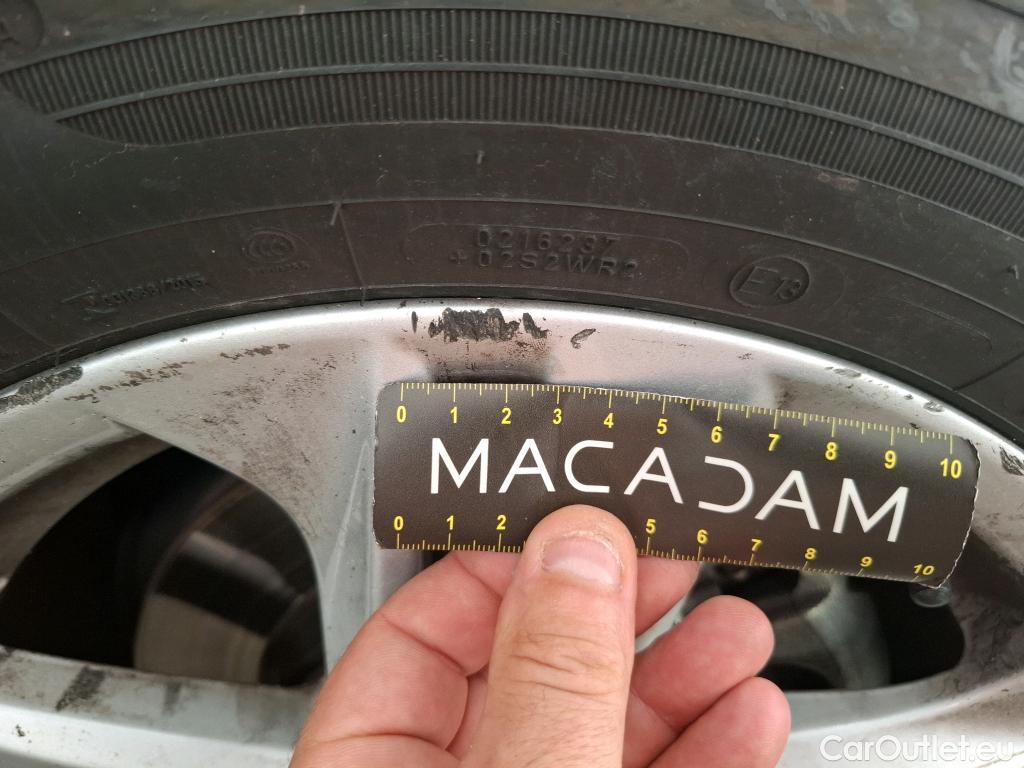 0216237
+02S2WR2
E13
0 1 2 3 4 5 6 7 8 9 10
MACADAM
0 1 2 5 6 7 8 9 10
CarOutlet.eu